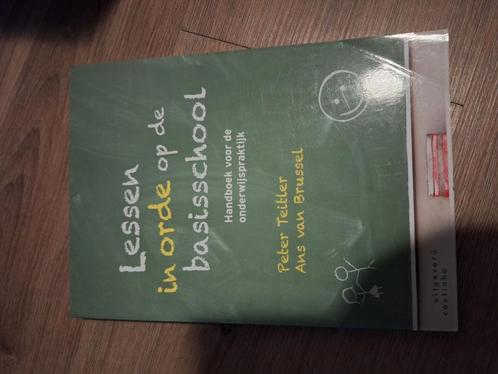 Lessen
in orde op de
basisschool
Handboek voor de
onderwijspraktijk
Peter Teitler
Ans van Brussel
uitgeverij
coutinho